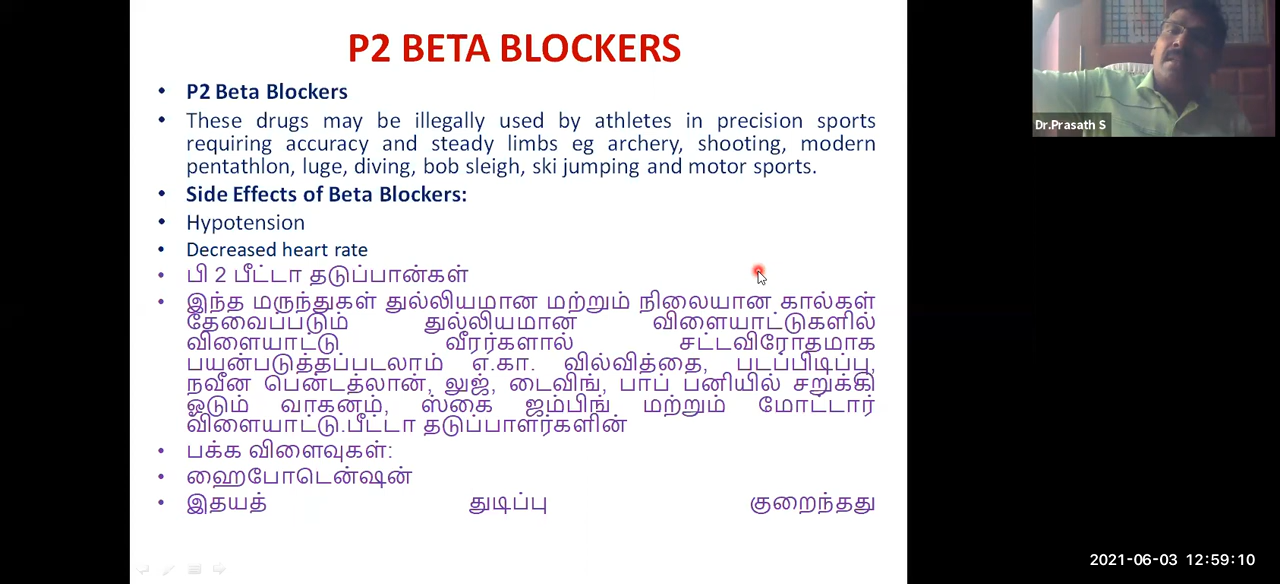 P2 BETA BLOCKERS
• P2 Beta Blockers
• These drugs may be illegally used by athletes in precision sports
requiring accuracy and steady limbs eg archery, shooting, modern
pentathlon, luge, diving, bob sleigh, ski jumping and motor sports.
• Side Effects of Beta Blockers:
• Hypotension
• Decreased heart rate
• பி 2 பீட்டா தடுப்பான்கள்
• இந்த மருந்துகள் துல்லியமான மற்றும் நிலையான கால்கள்
தேவைப்படும் துல்லியமான விளையாட்டுகளில்
விளையாட்டு வீரர்களால் சட்டவிரோதமாக
பயன்படுத்தப்படலாம் எ.கா. வில்வித்தை, படப்பிடிப்பு,
நவீன பென்டத்லான், லுஜ், டைவிங், பாப் பனியில் சறுக்கி
ஓடும் வாகனம், ஸ்கை ஜம்பிங் மற்றும் மோட்டார்
விளையாட்டு.பீட்டா தடுப்பாளர்களின்
• பக்க விளைவுகள்:
• ஹைபோடென்ஷன்
• இதயத் துடிப்பு குறைந்தது
Dr.Prasath S
2021-06-03 12:59:10